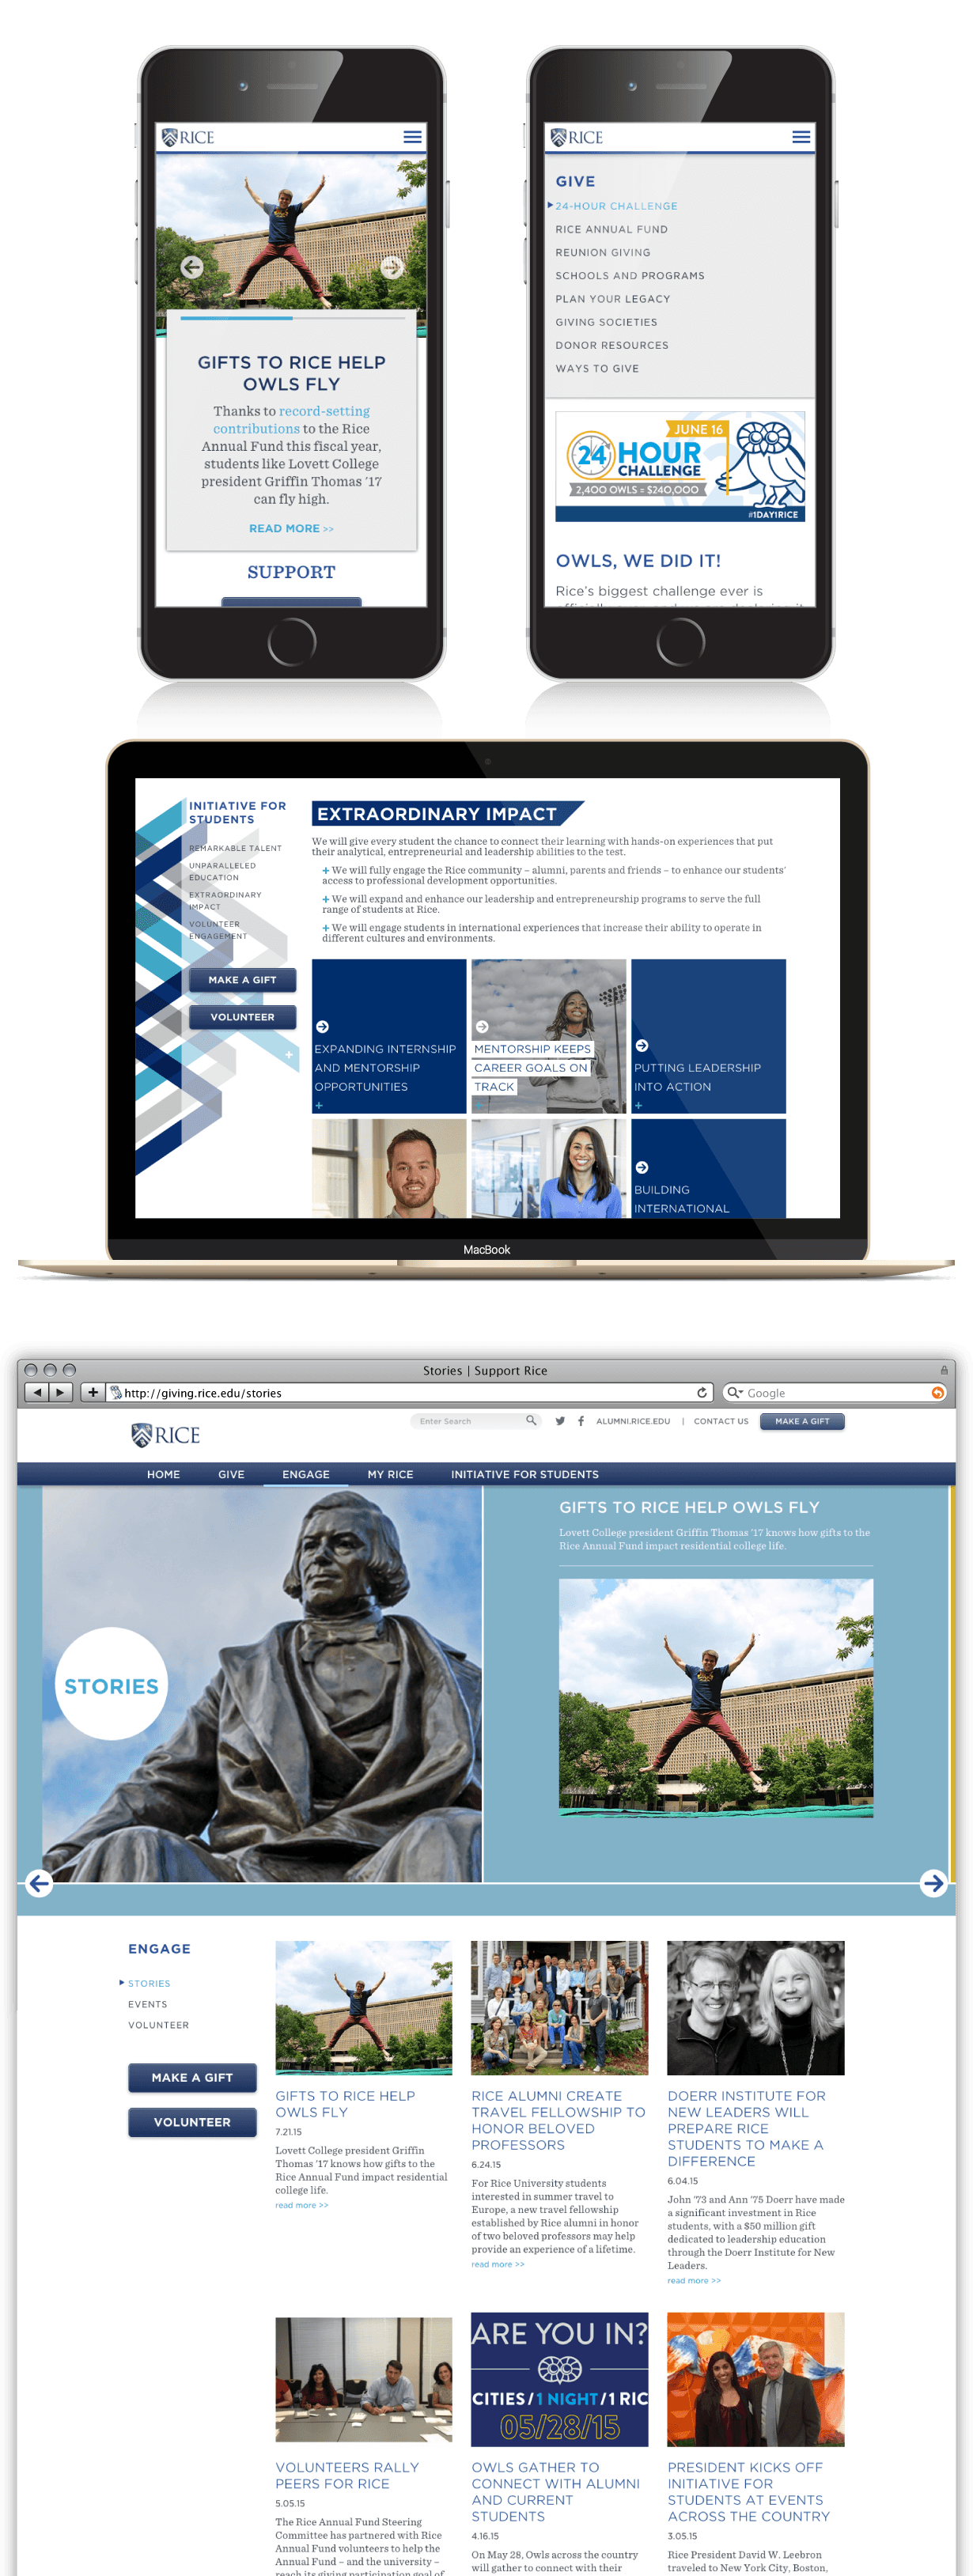 RICE
GIFTS TO RICE HELP
OWLS FLY
Thanks to record-setting
contributions to the Rice
Annual Fund this fiscal year,
students like Lovett College
president Griffin Thomas '17
can fly high.
READ MORE >>
SUPPORT
RICE
GIVE
24-HOUR CHALLENGE
RICE ANNUAL FUND
REUNION GIVING
SCHOOLS AND PROGRAMS
PLAN YOUR LEGACY
GIVING SOCIETIES
DONOR RESOURCES
WAYS TO GIVE
JUNE 16
24 HOUR
CHALLENGE
2,400 OWLS = $240,000
#1DAY1RICE
OWLS, WE DID IT!
Rice's biggest challenge ever is
INITIATIVE FOR
STUDENTS
REMARKABLE TALENT
UNPARALLELED
EDUCATION
EXTRAORDINARY
IMPACT
VOLUNTEER
ENGAGEMENT
MAKE A GIFT
VOLUNTEER
EXTRAORDINARY IMPACT
We will give every student the chance to connect their learning with hands-on experiences that put
their analytical, entrepreneurial and leadership abilities to the test.
+ We will fully engage the Rice community – alumni, parents and friends – to enhance our students'
access to professional development opportunities.
+ We will expand and enhance our leadership and entrepreneurship programs to serve the full
range of students at Rice.
+ We will engage students in international experiences that increase their ability to operate in
different cultures and environments.
EXPANDING INTERNSHIP
AND MENTORSHIP
OPPORTUNITIES
+
MENTORSHIP KEEPS
CAREER GOALS ON
TRACK
PUTTING LEADERSHIP
INTO ACTION
+
BUILDING
INTERNATIONAL
MacBook
Stories | Support Rice
http://giving.rice.edu/stories
Google
RICE
Enter Search
ALUMNI.RICE.EDU | CONTACT US
MAKE A GIFT
HOME GIVE ENGAGE MY RICE INITIATIVE FOR STUDENTS
STORIES
GIFTS TO RICE HELP OWLS FLY
Lovett College president Griffin Thomas '17 knows how gifts to the
Rice Annual Fund impact residential college life.
ENGAGE
STORIES
EVENTS
VOLUNTEER
MAKE A GIFT
VOLUNTEER
GIFTS TO RICE HELP
OWLS FLY
7.21.15
Lovett College president Griffin
Thomas '17 knows how gifts to the
Rice Annual Fund impact residential
college life.
read more >>
RICE ALUMNI CREATE
TRAVEL FELLOWSHIP TO
HONOR BELOVED
PROFESSORS
6.24.15
For Rice University students
interested in summer travel to
Europe, a new travel fellowship
established by Rice alumni in honor
of two beloved professors may help
provide an experience of a lifetime.
read more >>
DOERR INSTITUTE FOR
NEW LEADERS WILL
PREPARE RICE
STUDENTS TO MAKE A
DIFFERENCE
6.04.15
John '73 and Ann '75 Doerr have made
a significant investment in Rice
students, with a $50 million gift
dedicated to leadership education
through the Doerr Institute for New
Leaders.
read more >>
VOLUNTEERS RALLY
PEERS FOR RICE
5.05.15
The Rice Annual Fund Steering
Committee has partnered with Rice
Annual Fund volunteers to help the
Annual Fund – and the university –
reach its giving participation goal of
ARE YOU IN?
CITIES / 1 NIGHT / 1 RIC
05/28/15
OWLS GATHER TO
CONNECT WITH ALUMNI
AND CURRENT
STUDENTS
4.16.15
On May 28, Owls across the country
will gather to connect with their
PRESIDENT KICKS OFF
INITIATIVE FOR
STUDENTS AT EVENTS
ACROSS THE COUNTRY
3.05.15
Rice President David W. Leebron
traveled to New York City, Boston,